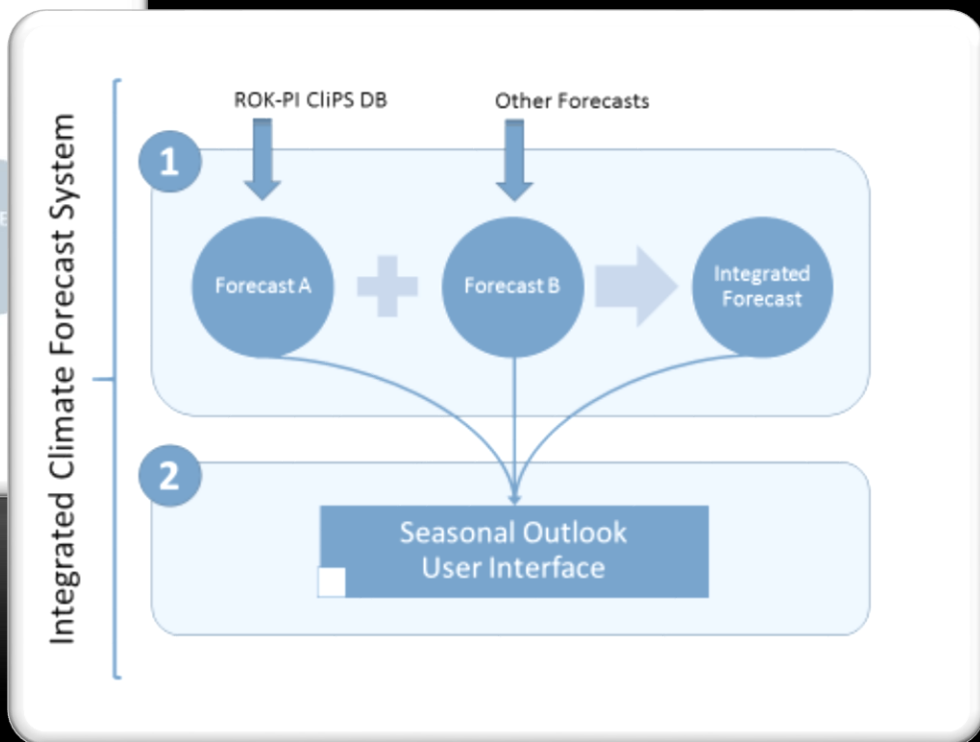 Integrated Climate Forecast System
ROK-PI CliPS DB
Other Forecasts
1
Forecast A
Forecast B
Integrated
Forecast
2
Seasonal Outlook
User Interface